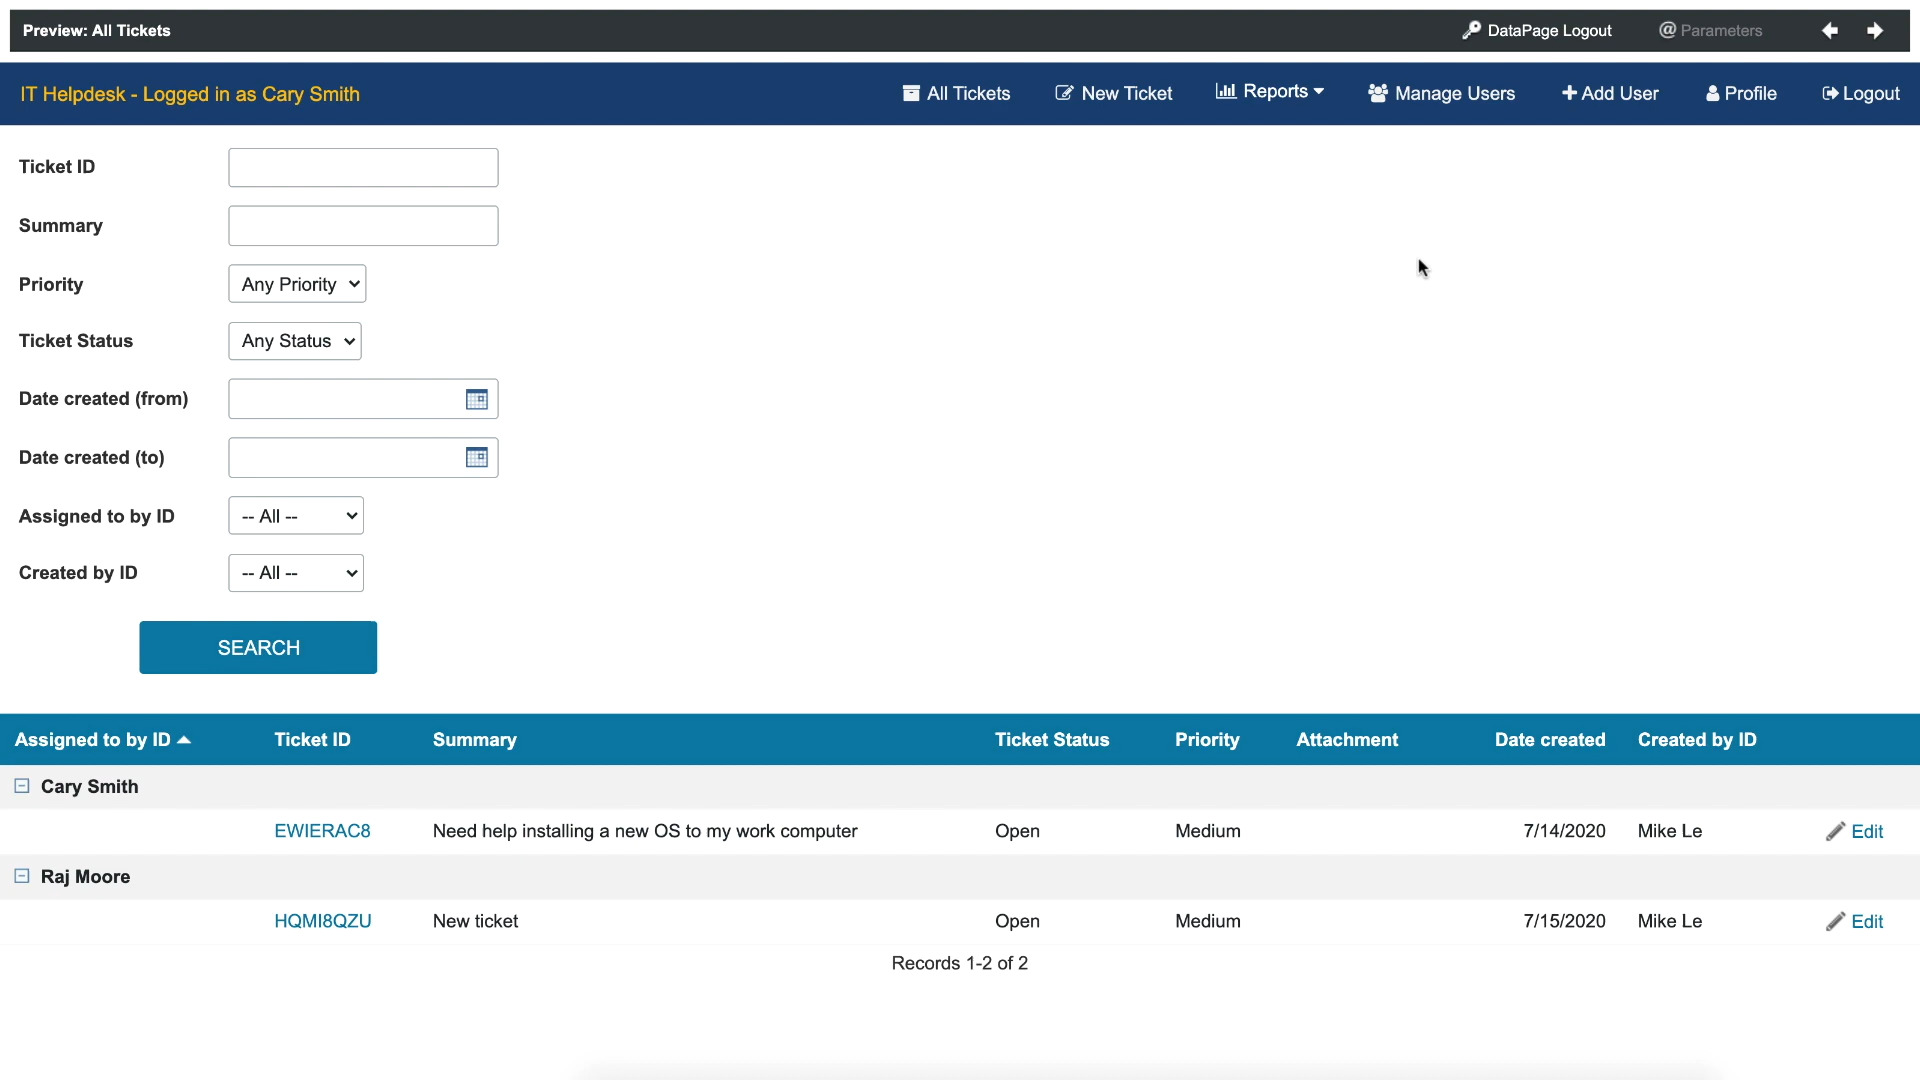 Preview: All Tickets
DataPage Logout
@ Parameters
IT Helpdesk - Logged in as Cary Smith
All Tickets
New Ticket
Reports
Manage Users
Add User
Profile
Logout
Ticket ID
Summary
Priority
Any Priority
Ticket Status
Any Status
Date created (from)
Date created (to)
Assigned to by ID
-- All --
Created by ID
-- All --
SEARCH
Assigned to by ID Ticket ID Summary Ticket Status Priority Attachment Date created Created by ID
Cary Smith
EWIERAC8 Need help installing a new OS to my work computer Open Medium 7/14/2020 Mike Le Edit
Raj Moore
HQMI8QZU New ticket Open Medium 7/15/2020 Mike Le Edit
Records 1-2 of 2